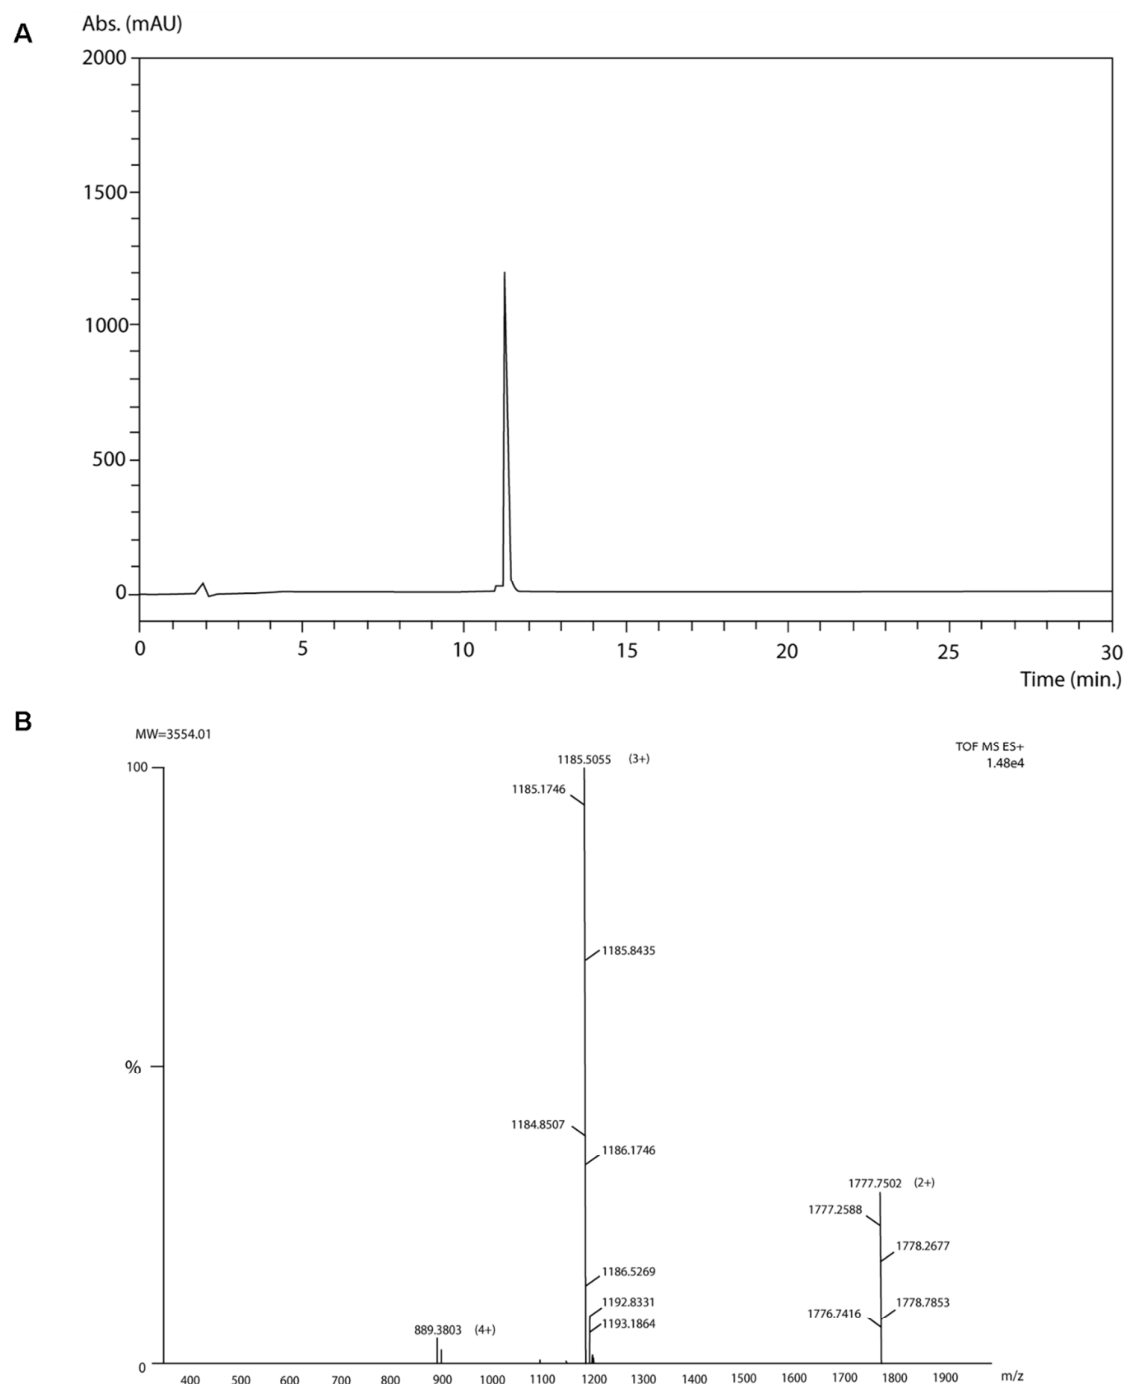 A
Abs. (mAU)
2000
1500
1000
500
0
0 5 10 15 20 25 30
Time (min.)
B
MW=3554.01
TOF MS ES+
1.48e4
100
%
0
1185.5055 (3+)
1185.1746
1185.8435
1184.8507
1186.1746
1186.5269
1192.8331
1193.1864
1777.7502 (2+)
1777.2588
1778.2677
1778.7853
1776.7416
889.3803 (4+)
400 500 600 700 800 900 1000 1100 1200 1300 1400 1500 1600 1700 1800 1900 m/z